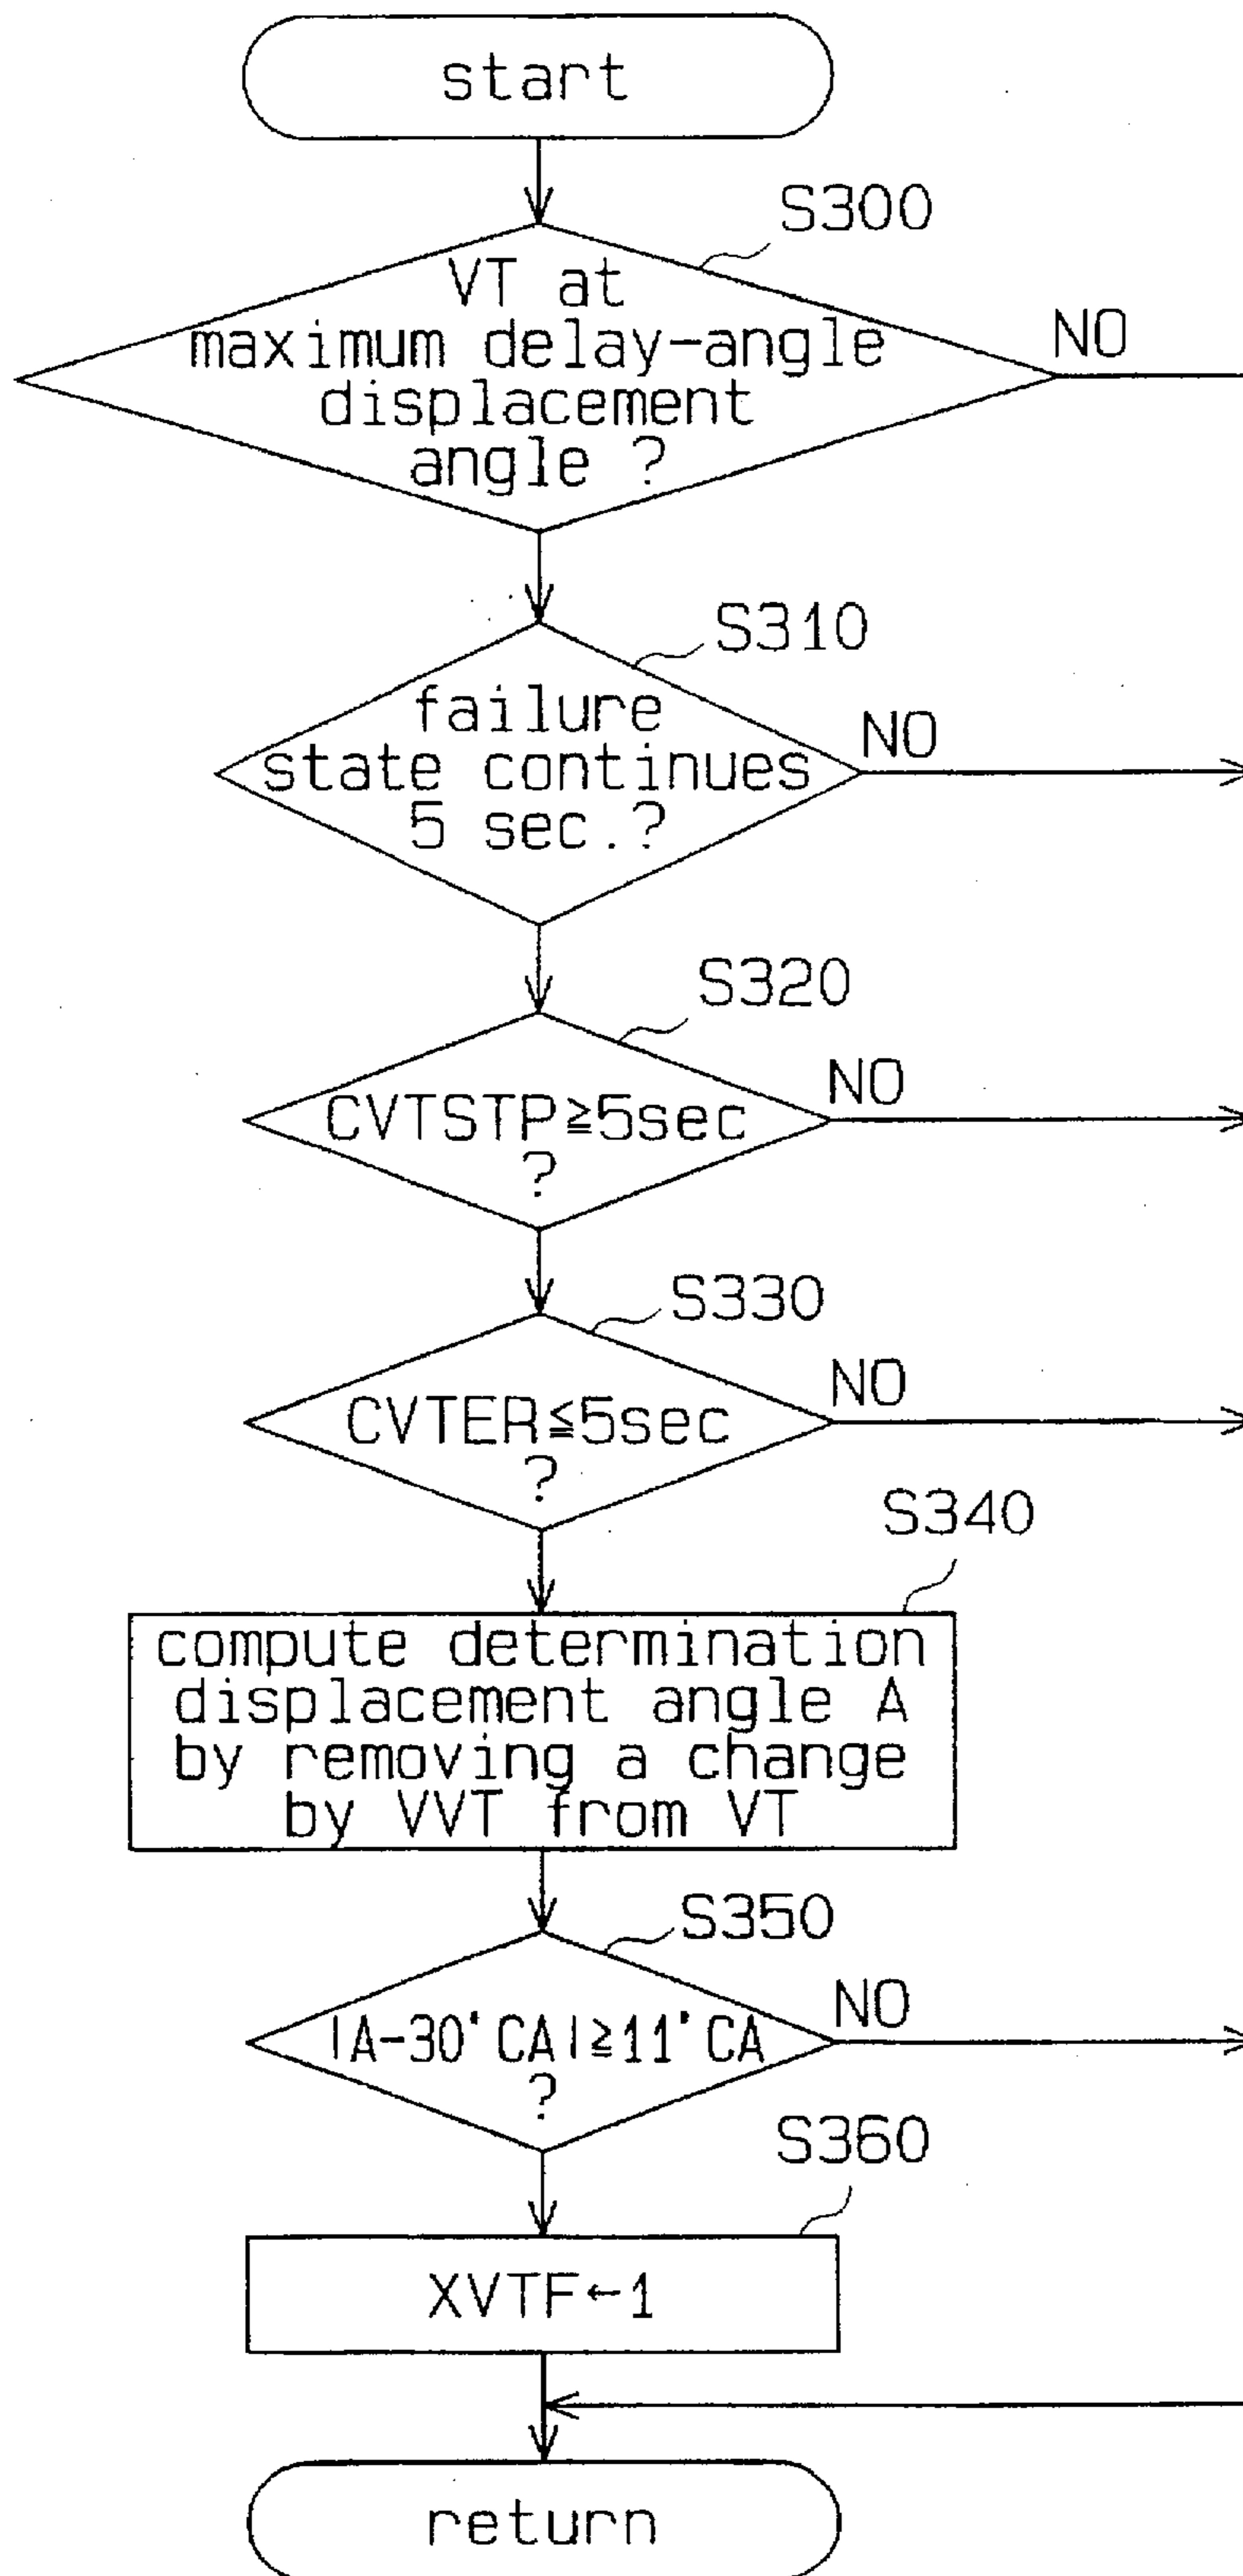 start
S300
VT at
maximum delay-angle
displacement
angle ?
NO
S310
failure
state continues
5 sec.?
NO
S320
CVTSTP≧5sec
?
NO
S330
CVTER≦5sec
?
NO
S340
compute determination
displacement angle A
by removing a change
by VVT from VT
S350
|A-30°CA|≧11°CA
?
NO
S360
XVTF←1
return